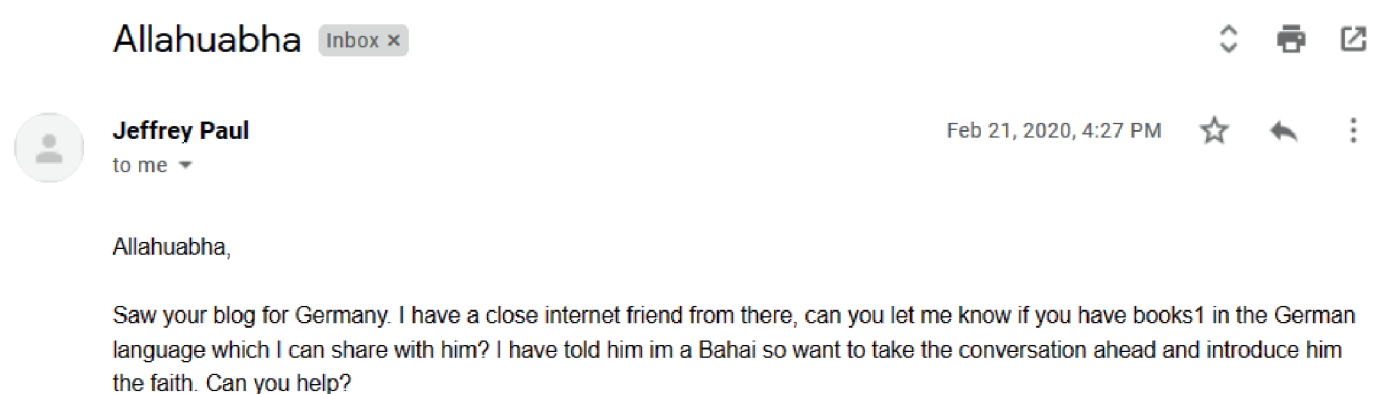 Allahuabha Inbox ×
Jeffrey Paul Feb 21, 2020, 4:27 PM
to me
Allahuabha,
Saw your blog for Germany. I have a close internet friend from there, can you let me know if you have books1 in the German
language which I can share with him? I have told him im a Bahai so want to take the conversation ahead and introduce him
the faith. Can you help?